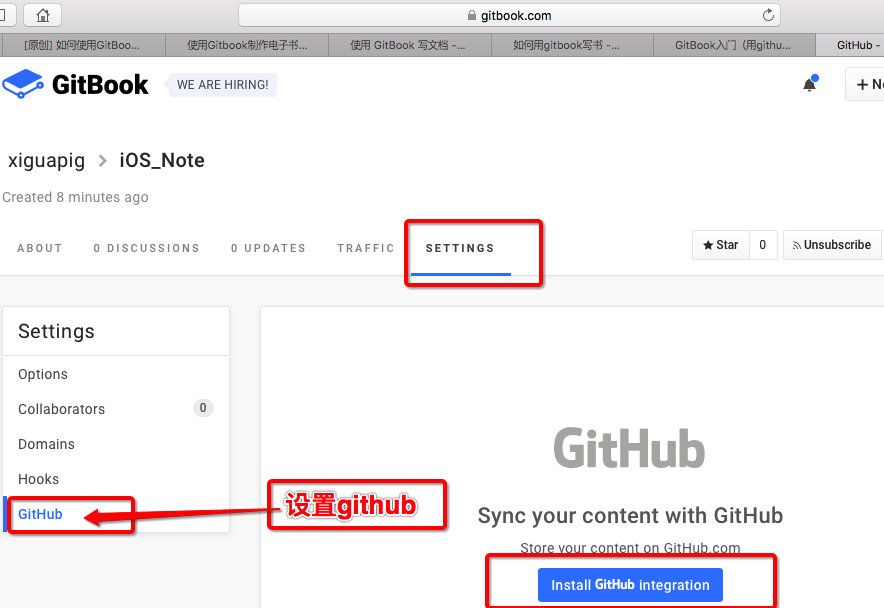 gitbook.com
[原创] 如何使用GitBoo...
使用Gitbook制作电子书...
使用 GitBook 写文档 -...
如何用gitbook写书 -...
GitBook入门（用githu...
GitHub -
GitBook
WE ARE HIRING!
xiguapig > iOS_Note
Created 8 minutes ago
ABOUT
0 DISCUSSIONS
0 UPDATES
TRAFFIC
SETTINGS
Star
0
Unsubscribe
Settings
Options
Collaborators
0
Domains
Hooks
GitHub
设置github
GitHub
Sync your content with GitHub
Store your content on GitHub.com
Install GitHub integration